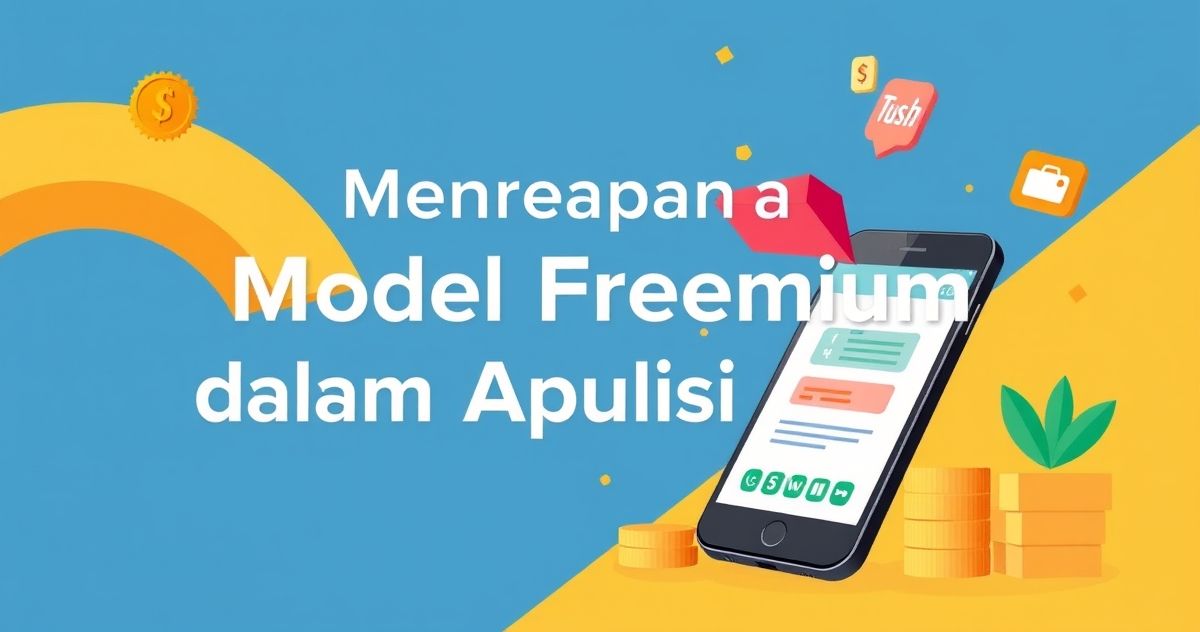 $
$
Tush
Menreapan a
Model Freemium
dalam Apulisi